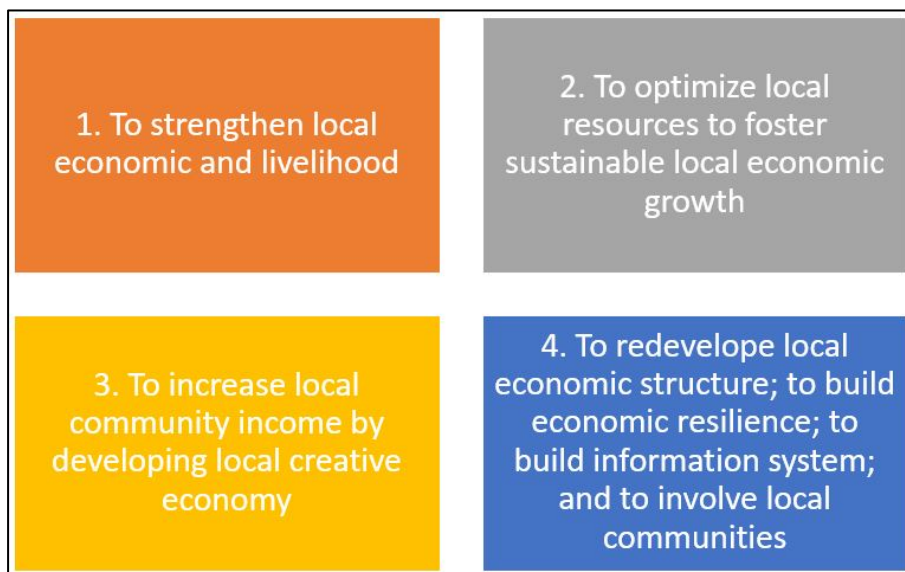 1. To strengthen local
economic and livelihood
2. To optimize local
resources to foster
sustainable local economic
growth
3. To increase local
community income by
developing local creative
economy
4. To redevelope local
economic structure; to build
economic resilience; to
build information system;
and to involve local
communities